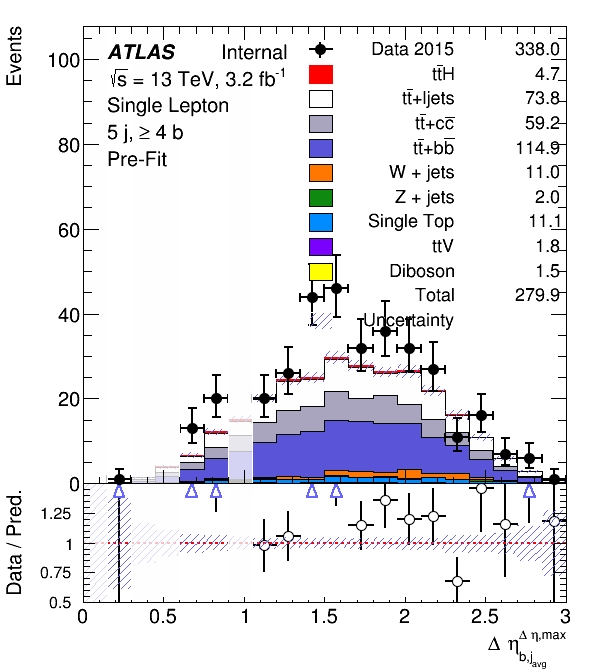 Events
100
80
60
40
20
0
ATLAS Internal
√s = 13 TeV, 3.2 fb⁻¹
Single Lepton
5 j, ≥ 4 b
Pre-Fit
Data 2015 338.0
tt̄H 4.7
tt̄+ljets 73.8
tt̄+cc̄ 59.2
tt̄+bb̄ 114.9
W + jets 11.0
Z + jets 2.0
Single Top 11.1
ttV 1.8
Diboson 1.5
Total 279.9
Uncertainty
Data / Pred.
1.25
1
0.75
0.5
0 0.5 1 1.5 2 2.5 3
Δ η b,j avg Δ η,max